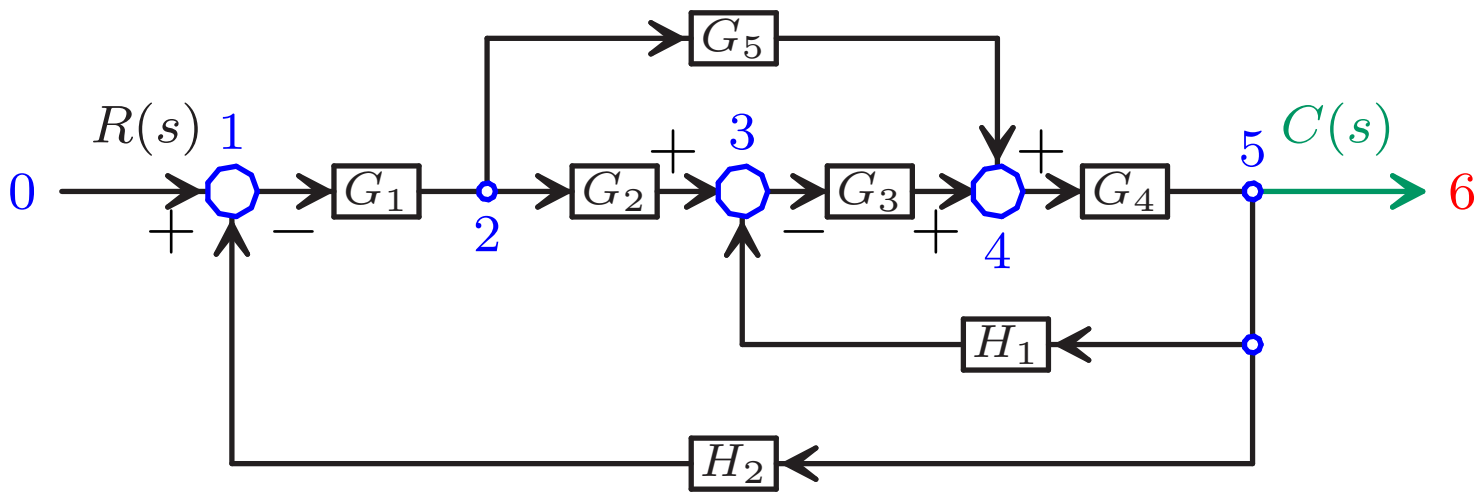 G₅
R(s) 1 + 3 + 5 C(s)
0 G₁ G₂ G₃ G₄ 6
+ − 2 − + 4
H₁
H₂